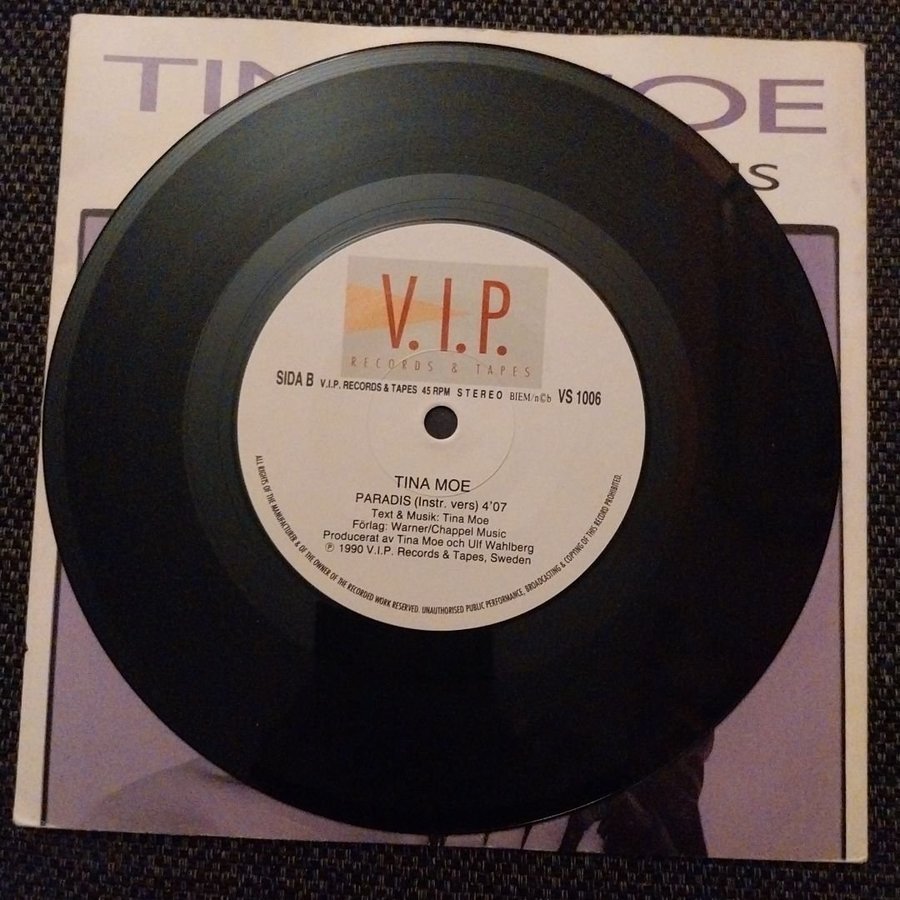 TIN MOE
IS
V.I.P.
RECORDS & TAPES
SIDA B V.I.P. RECORDS & TAPES 45 RPM STEREO BIEM/n©b VS 1006
TINA MOE
PARADIS (Instr. vers) 4'07
Text & Musik: Tina Moe
Förlag: Warner/Chappel Music
Producerat av Tina Moe och Ulf Wahlberg
℗ 1990 V.I.P. Records & Tapes, Sweden
ALL RIGHTS OF THE MANUFACTURER & OF THE OWNER OF THE RECORDED WORK RESERVED. UNAUTHORISED PUBLIC PERFORMANCE, BROADCASTING & COPYING OF THIS RECORD PROHIBITED.